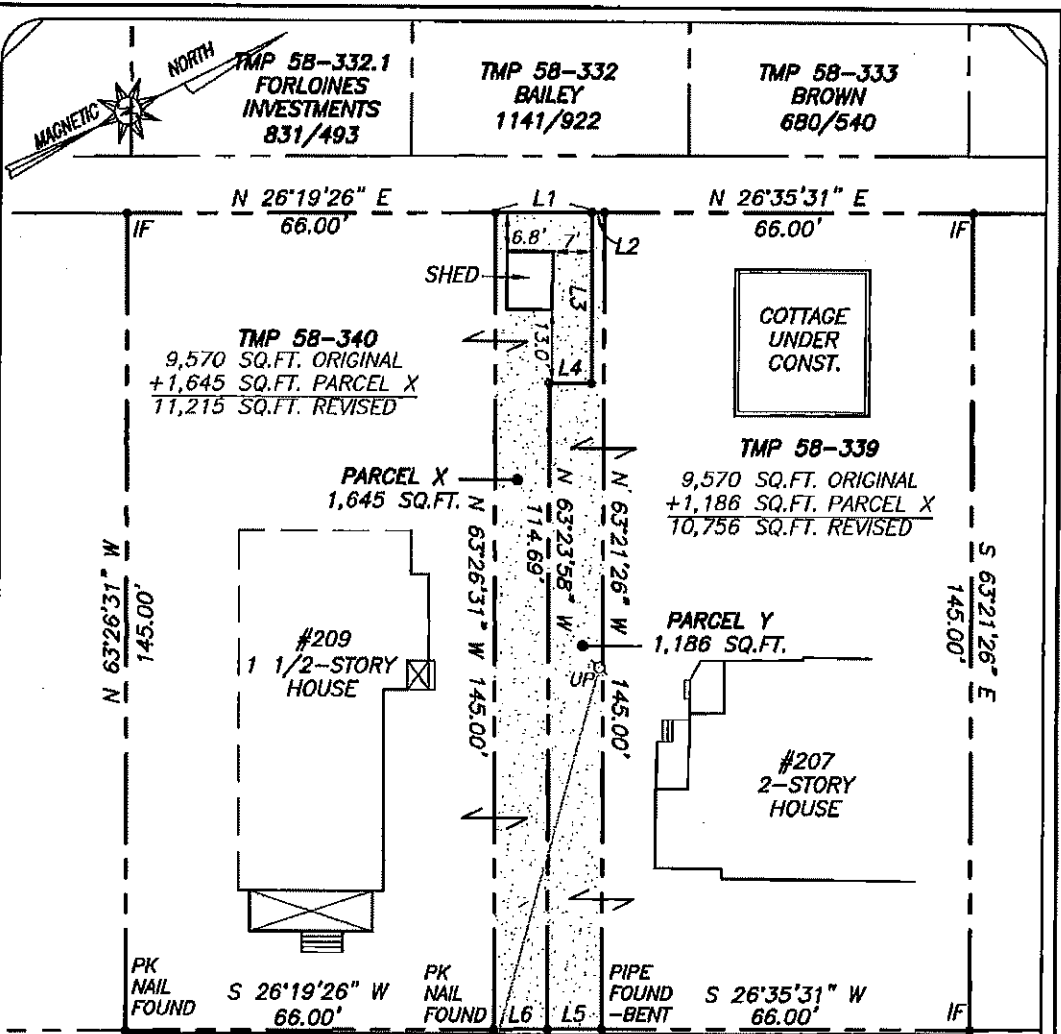 MAGNETIC NORTH
TMP 58-332.1
FORLOINES
INVESTMENTS
831/493
TMP 58-332
BAILEY
1141/922
TMP 58-333
BROWN
680/540
N 26°19'26" E
66.00'
L1
N 26°35'31" E
66.00'
IF
6.8'
7'
L2
IF
SHED
L3
13.0'
L4
COTTAGE
UNDER
CONST.
TMP 58-340
9,570 SQ.FT. ORIGINAL
+1,645 SQ.FT. PARCEL X
11,215 SQ.FT. REVISED
TMP 58-339
9,570 SQ.FT. ORIGINAL
+1,186 SQ.FT. PARCEL X
10,756 SQ.FT. REVISED
PARCEL X
1,645 SQ.FT.
N 63°26'31" W
145.00'
N 63°26'31" W 145.00'
N 63°23'58" W
114.69'
N 63°21'26" W 145.00'
S 63°21'26" E
145.00'
PARCEL Y
1,186 SQ.FT.
UP
#209
1 1/2-STORY
HOUSE
#207
2-STORY
HOUSE
PK
NAIL
FOUND
S 26°19'26" W
66.00'
PK
NAIL
FOUND
L6
L5
PIPE
FOUND
-BENT
S 26°35'31" W
66.00'
IF